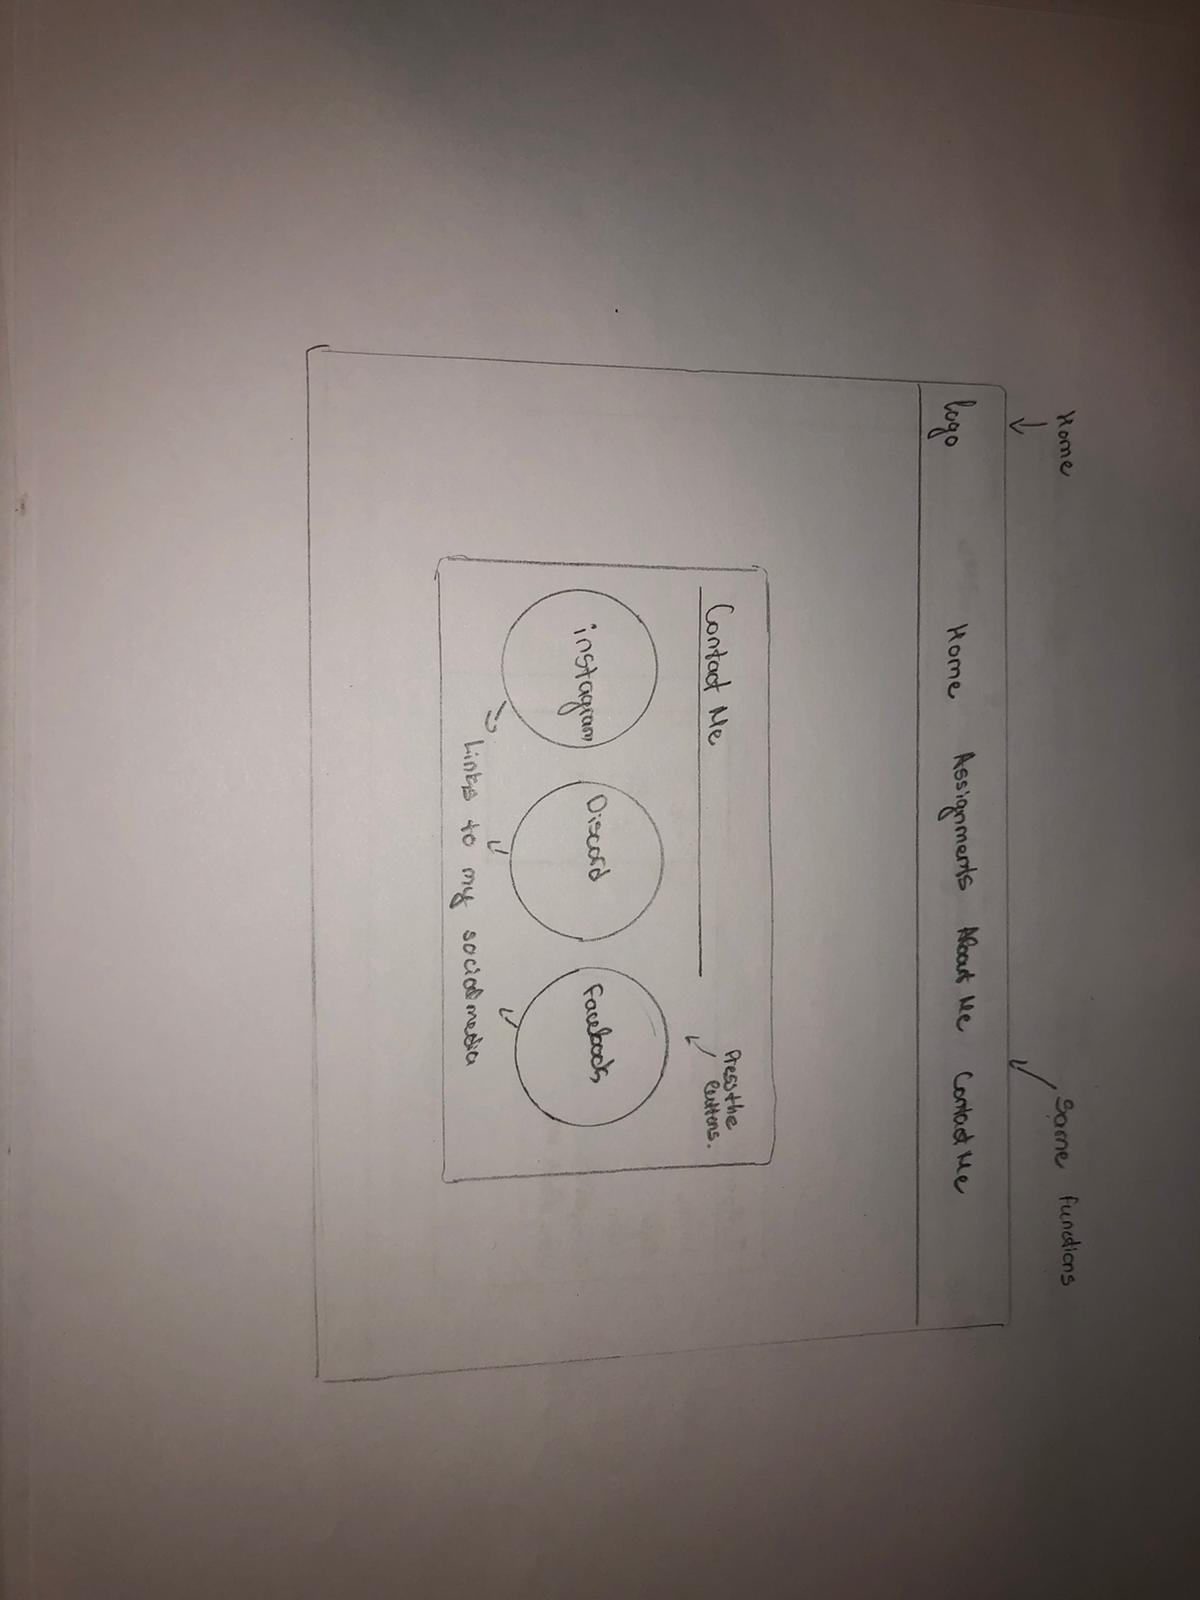 Home
Same functions
logo
Home Assignments About Me Contact Me
Contact Me
Press the
buttons.
instagram
Discord
Facebook
Links to my social media